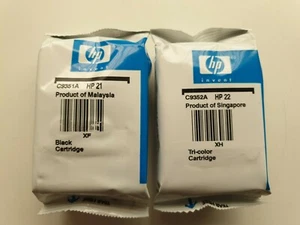 hp
invent
C9351A HP 21
Product of Malaysia
XP
Black
Cartridge
hp
invent
C9352A HP 22
Product of Singapore
XH
Tri-color
Cartridge